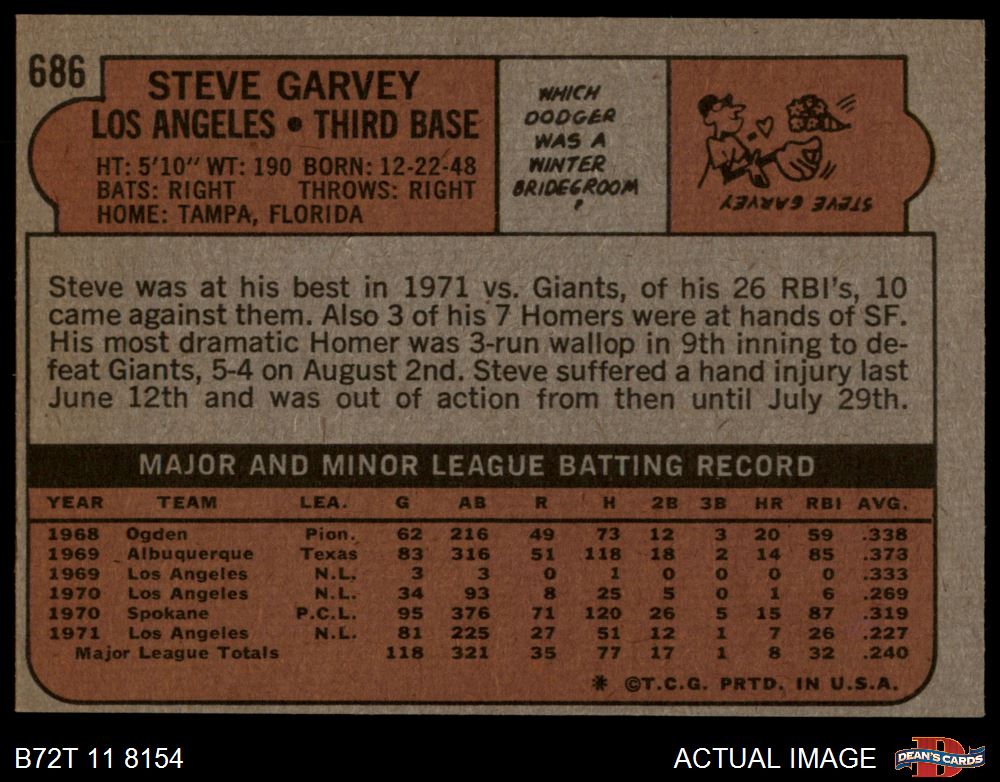 686
STEVE GARVEY
LOS ANGELES • THIRD BASE
HT: 5'10" WT: 190 BORN: 12-22-48
BATS: RIGHT THROWS: RIGHT
HOME: TAMPA, FLORIDA
WHICH
DODGER
WAS A
WINTER
BRIDEGROOM
?
STEVE GARVEY
Steve was at his best in 1971 vs. Giants, of his 26 RBI's, 10
came against them. Also 3 of his 7 Homers were at hands of SF.
His most dramatic Homer was 3-run wallop in 9th inning to de-
feat Giants, 5-4 on August 2nd. Steve suffered a hand injury last
June 12th and was out of action from then until July 29th.
MAJOR AND MINOR LEAGUE BATTING RECORD
YEAR TEAM LEA. G AB R H 2B 3B HR RBI AVG.
1968 Ogden Pion. 62 216 49 73 12 3 20 59 .338
1969 Albuquerque Texas 83 316 51 118 18 2 14 85 .373
1969 Los Angeles N.L. 3 3 0 1 0 0 0 0 .333
1970 Los Angeles N.L. 34 93 8 25 5 0 1 6 .269
1970 Spokane P.C.L. 95 376 71 120 26 5 15 87 .319
1971 Los Angeles N.L. 81 225 27 51 12 1 7 26 .227
Major League Totals 118 321 35 77 17 1 8 32 .240
* ©T.C.G. PRTD. IN U.S.A.
B72T 11 8154
ACTUAL IMAGE
D
DEAN'S CARDS